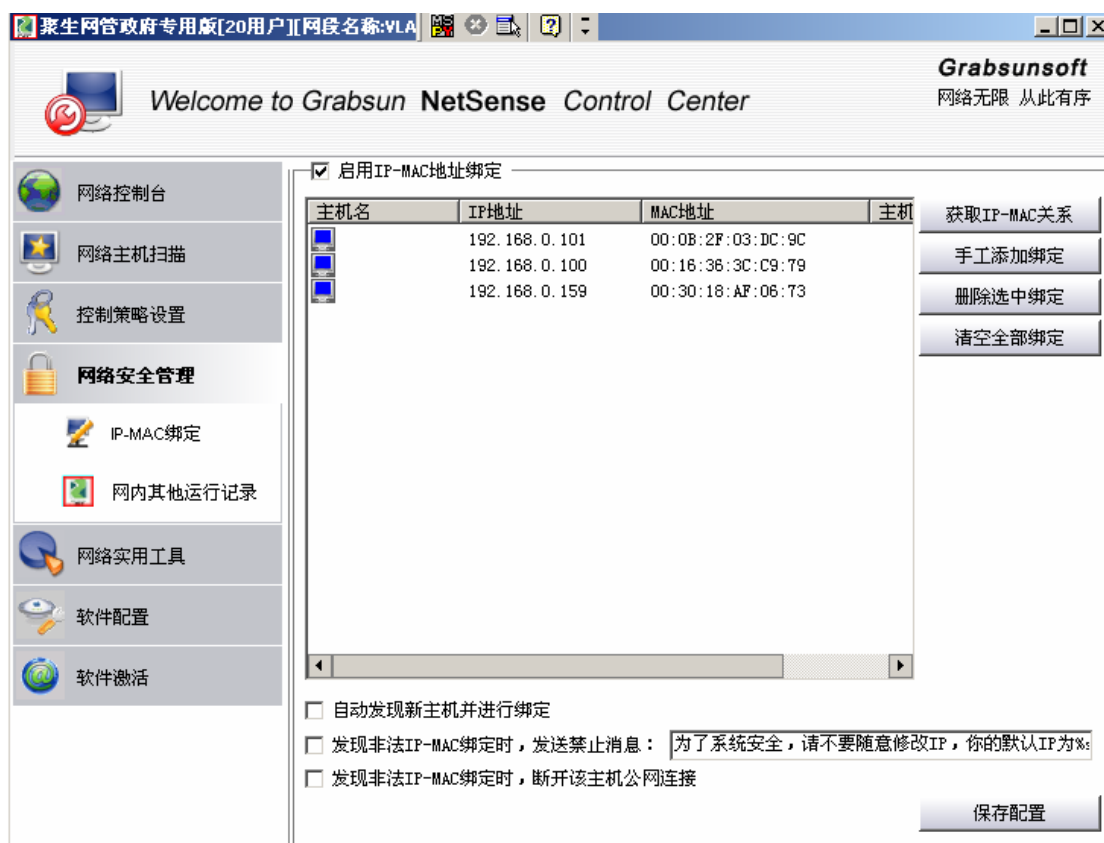 聚生网管政府专用版[20用户][网段名称:VLA
Grabsunsoft
网络无限 从此有序
Welcome to Grabsun NetSense Control Center
网络控制台
网络主机扫描
控制策略设置
网络安全管理
IP-MAC绑定
网内其他运行记录
网络实用工具
软件配置
软件激活
启用IP-MAC地址绑定
主机名 IP地址 MAC地址 主机
192.168.0.101 00:0B:2F:03:DC:9C
192.168.0.100 00:16:36:3C:C9:79
192.168.0.159 00:30:18:AF:06:73
获取IP-MAC关系
手工添加绑定
删除选中绑定
清空全部绑定
自动发现新主机并进行绑定
发现非法IP-MAC绑定时，发送禁止消息： 为了系统安全，请不要随意修改IP，你的默认IP为%s
发现非法IP-MAC绑定时，断开该主机公网连接
保存配置